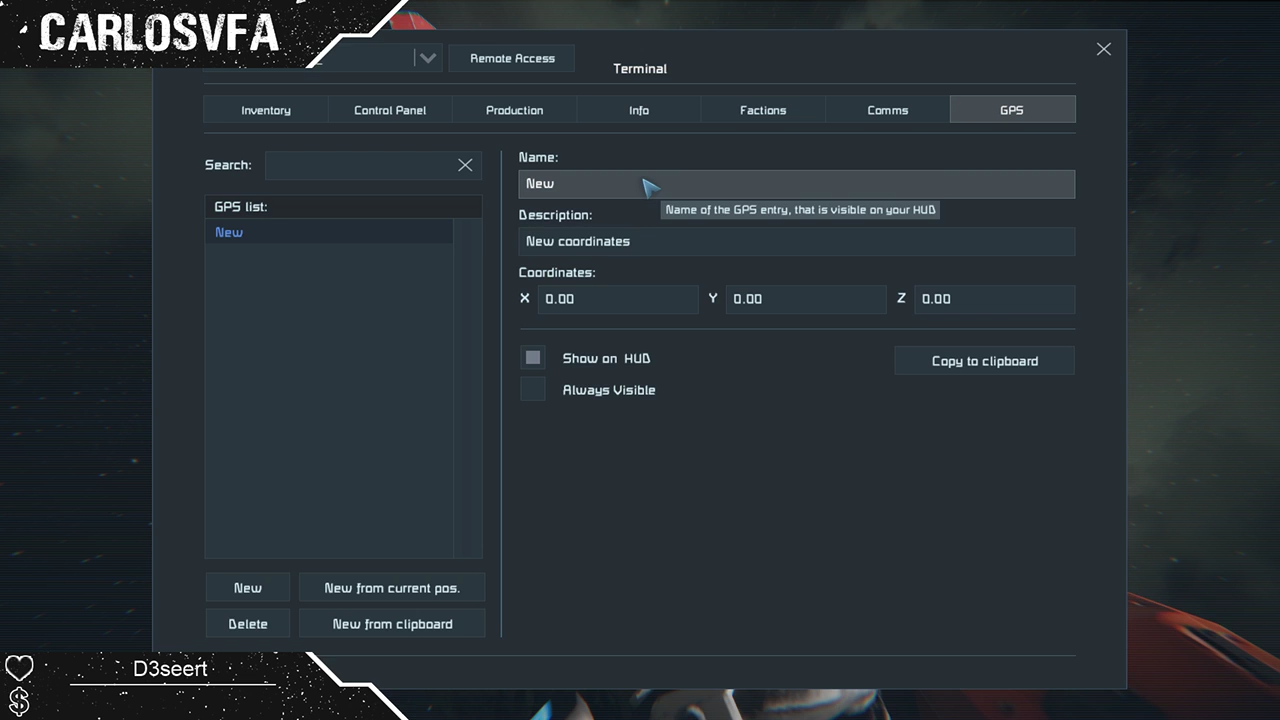 CARLOSVFA
Remote Access
Terminal
Inventory
Control Panel
Production
Info
Factions
Comms
GPS
Search:
GPS list:
New
Name:
New
Name of the GPS entry, that is visible on your HUD
Description:
New coordinates
Coordinates:
X 0.00 Y 0.00 Z 0.00
Show on HUD
Copy to clipboard
Always Visible
New
New from current pos.
Delete
New from clipboard
D3seert
$